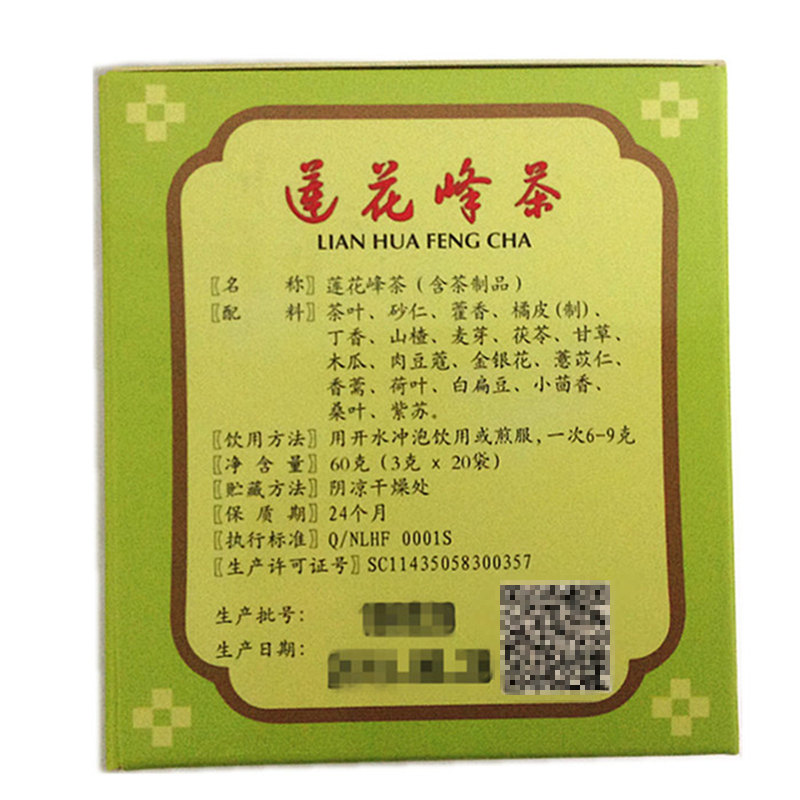 莲花峰茶
LIAN HUA FENG CHA
〖名 称〗莲花峰茶(含茶制品)
〖配 料〗茶叶、砂仁、藿香、橘皮(制)、
丁香、山楂、麦芽、茯苓、甘草、
木瓜、肉豆蔻、金银花、薏苡仁、
香薷、荷叶、白扁豆、小茴香、
桑叶、紫苏。
〖饮用方法〗用开水冲泡饮用或煎服,一次6-9克
〖净 含 量〗60克(3克 x 20袋)
〖贮藏方法〗阴凉干燥处
〖保 质 期〗24个月
〖执行标准〗Q/NLHF 0001S
〖生产许可证号〗SC11435058300357
生产批号:
生产日期: